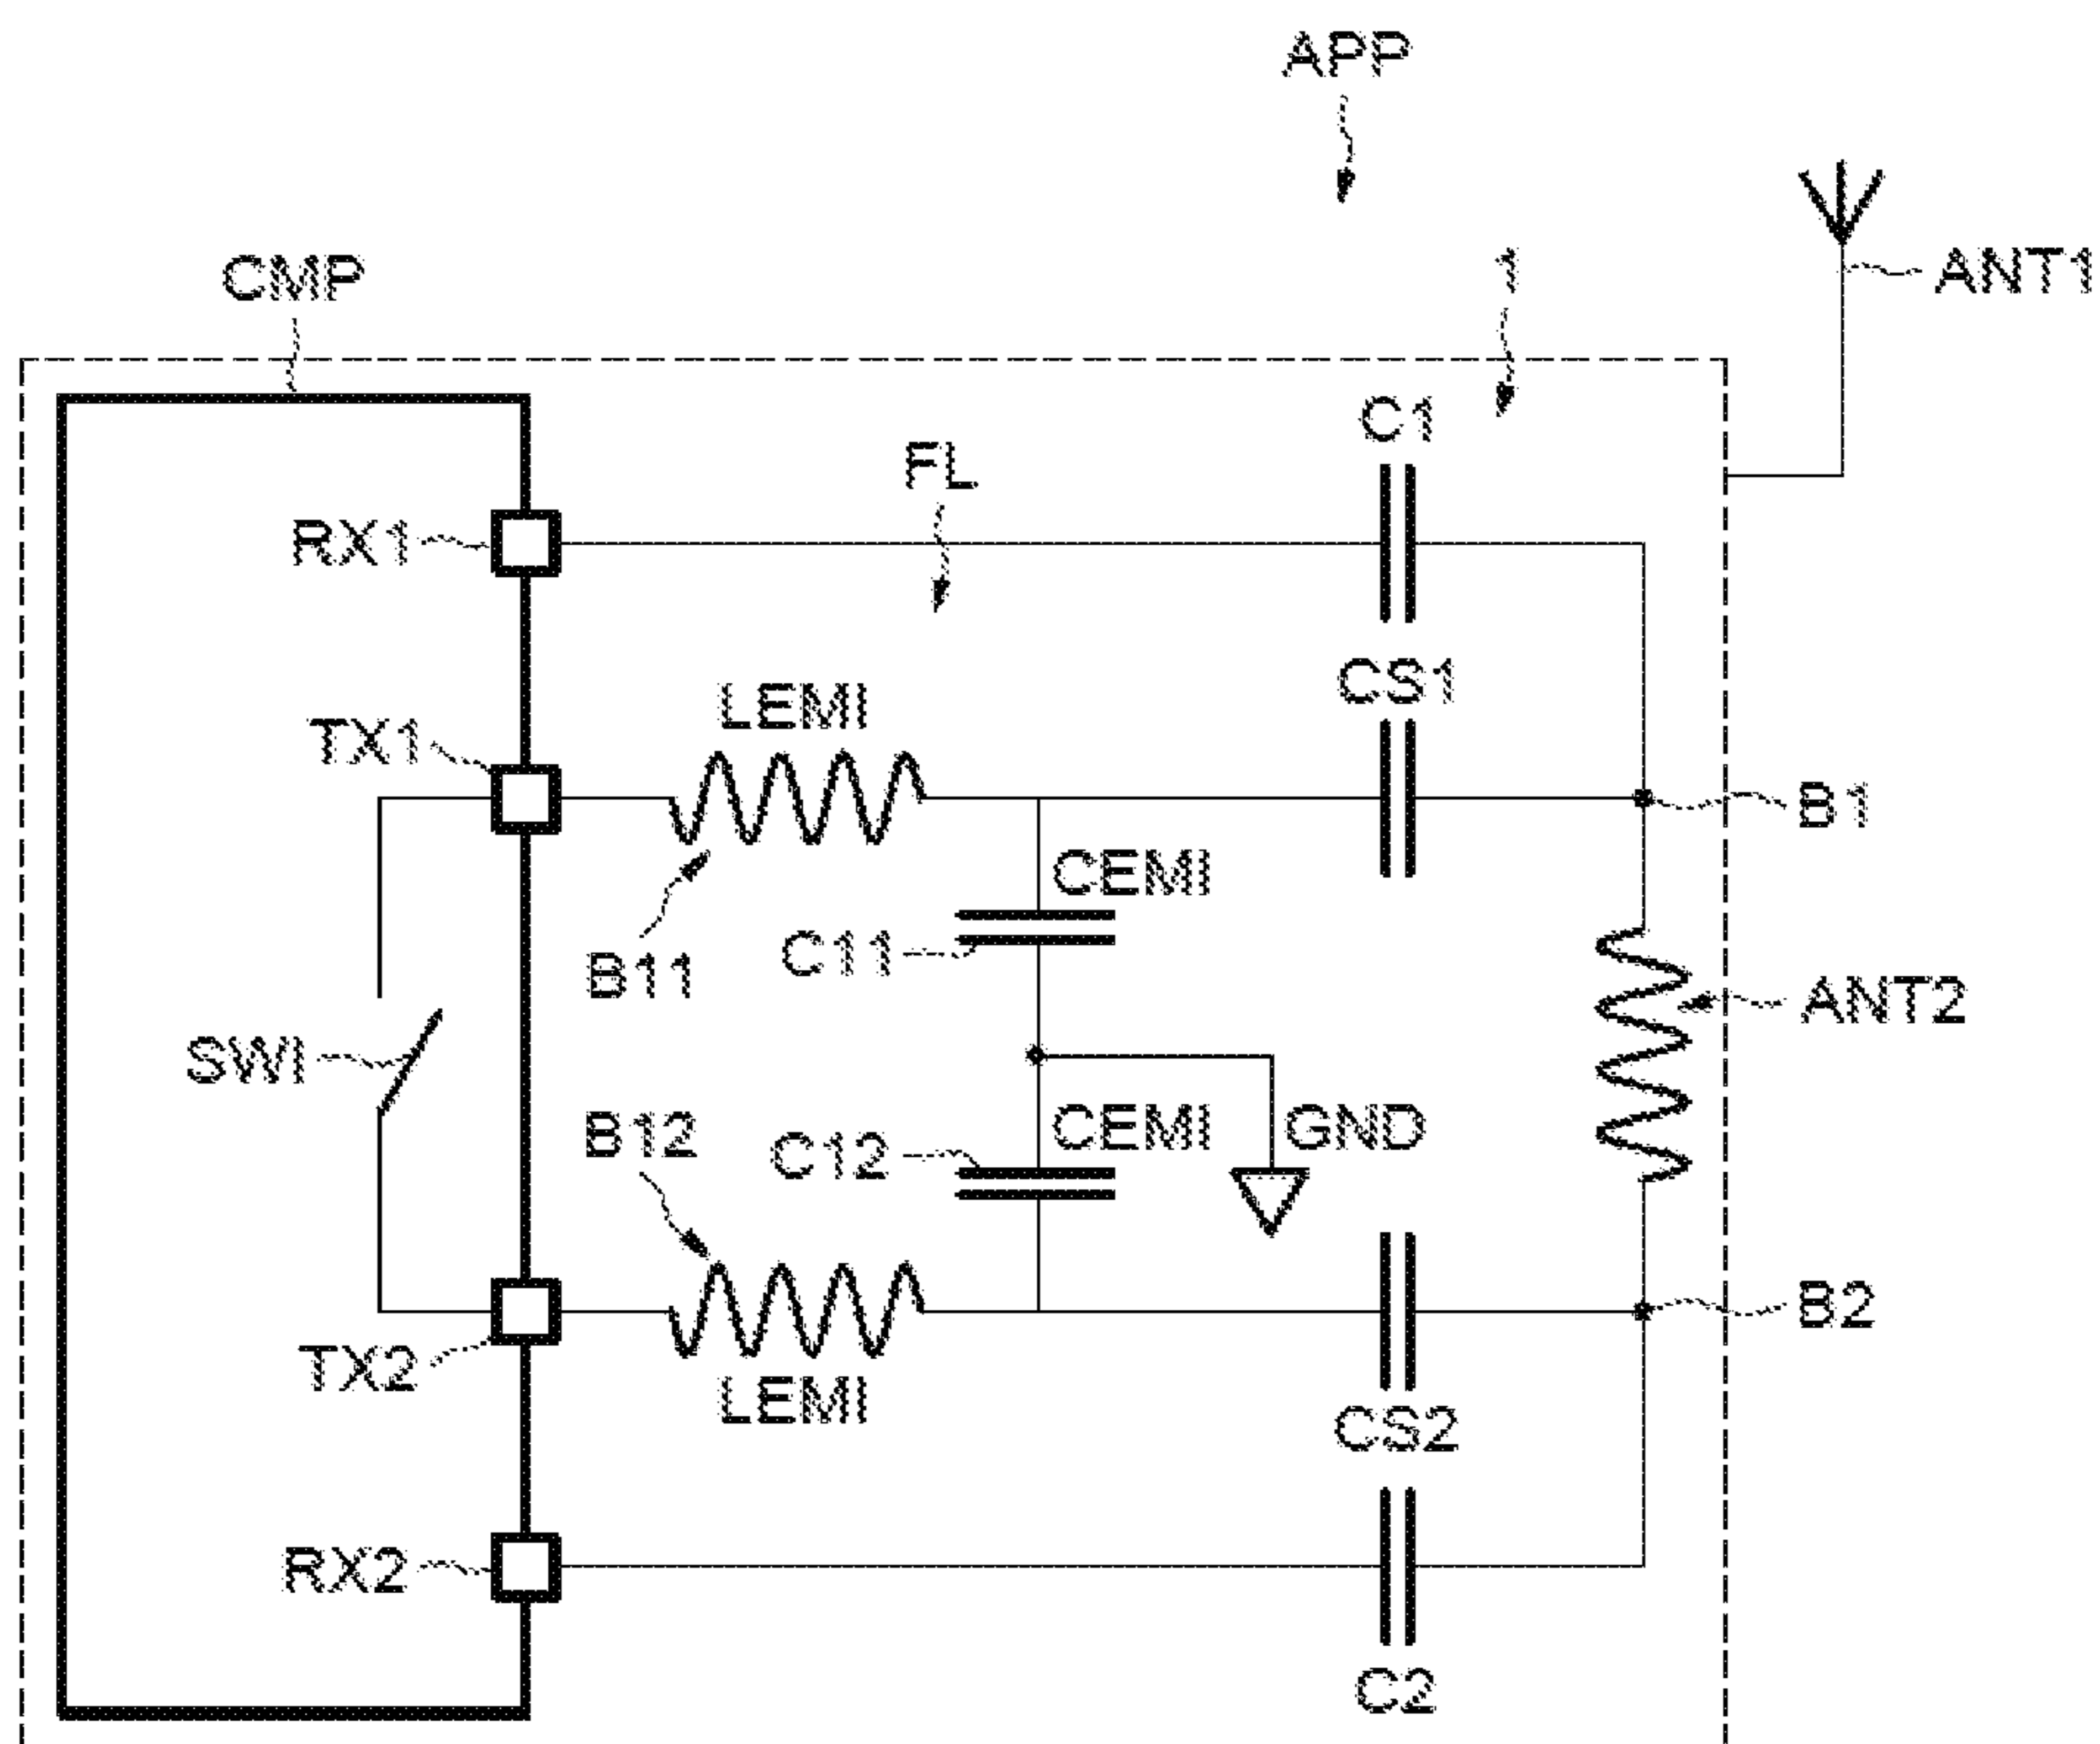 APP
ANT1
CMP
1
C1
FL
RX1
CS1
LEMI
TX1
B1
CEMI
C11
B11
ANT2
SWI
CEMI
GND
B12
C12
B2
TX2
LEMI
CS2
RX2
C2